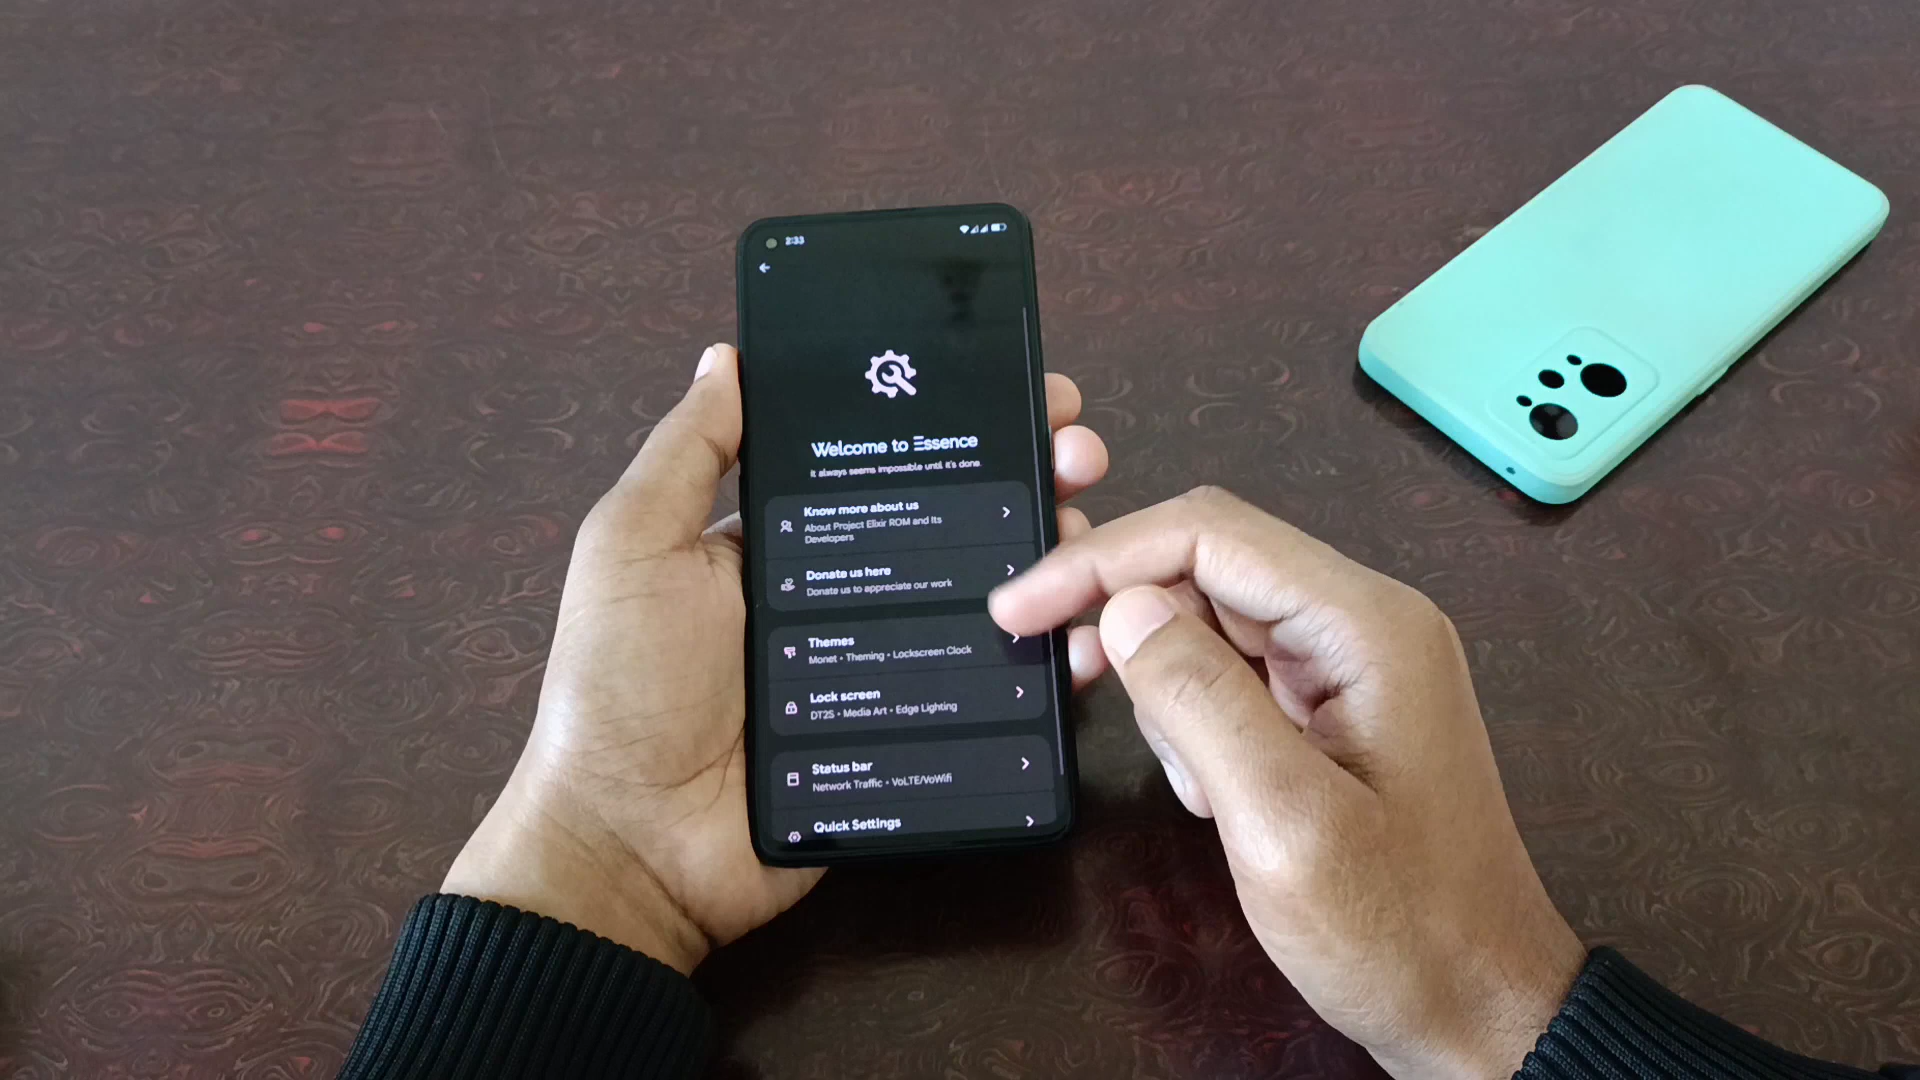 2:33
Welcome to Essence
it always seems impossible until it's done.
Know more about us
About Project Elixir ROM and Its
Developers
Donate us here
Donate us to appreciate our work
Themes
Monet • Theming • Lockscreen Clock
Lock screen
DT2S • Media Art • Edge Lighting
Status bar
Network Traffic • VoLTE/VoWifi
Quick Settings